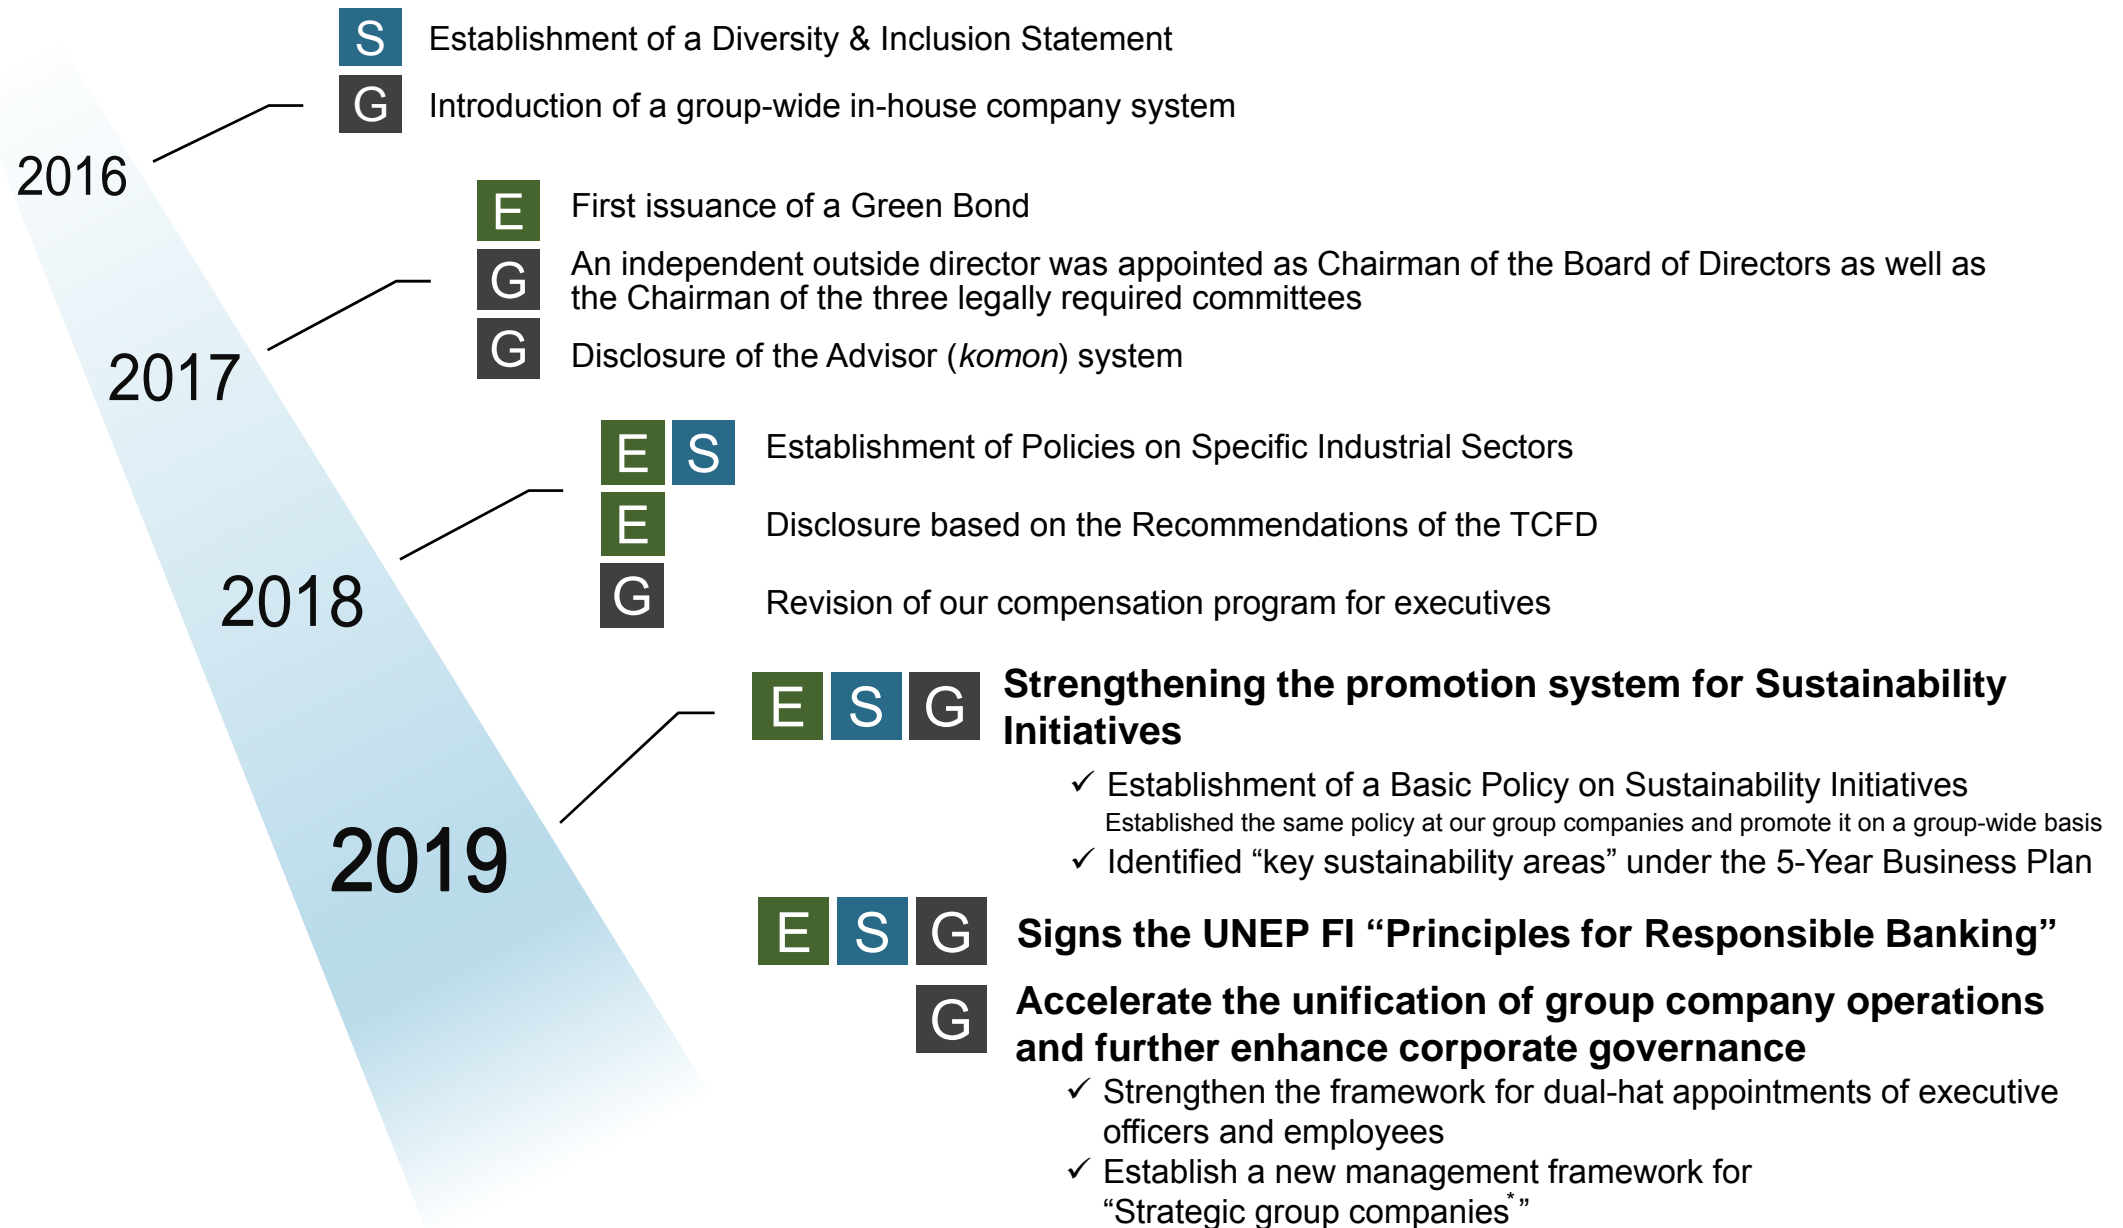 S Establishment of a Diversity & Inclusion Statement
G Introduction of a group-wide in-house company system
2016
E First issuance of a Green Bond
G An independent outside director was appointed as Chairman of the Board of Directors as well as
the Chairman of the three legally required committees
G Disclosure of the Advisor (komon) system
2017
E S Establishment of Policies on Specific Industrial Sectors
E Disclosure based on the Recommendations of the TCFD
G Revision of our compensation program for executives
2018
E S G Strengthening the promotion system for Sustainability
Initiatives
✓ Establishment of a Basic Policy on Sustainability Initiatives
Established the same policy at our group companies and promote it on a group-wide basis
✓ Identified “key sustainability areas” under the 5-Year Business Plan
2019
E S G Signs the UNEP FI “Principles for Responsible Banking”
G Accelerate the unification of group company operations
and further enhance corporate governance
✓ Strengthen the framework for dual-hat appointments of executive
officers and employees
✓ Establish a new management framework for
“Strategic group companies*”